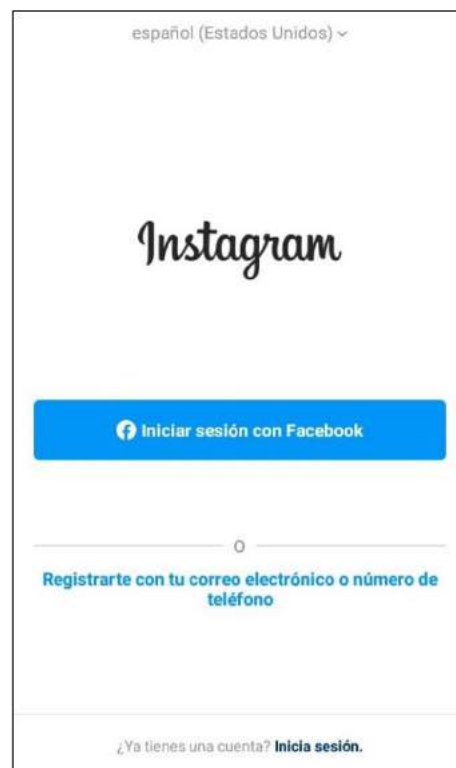 español (Estados Unidos)
Instagram
Iniciar sesión con Facebook
O
Registrarte con tu correo electrónico o número de
teléfono
¿Ya tienes una cuenta? Inicia sesión.